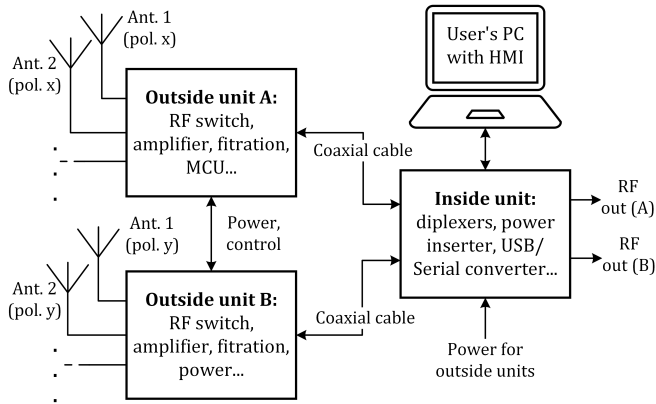 Ant. 1
(pol. x)
Ant. 2
(pol. x)
Outside unit A:
RF switch,
amplifier, fitration,
MCU...
User's PC
with HMI
Coaxial cable
Inside unit:
diplexers, power
inserter, USB/
Serial converter...
RF
out (A)
RF
out (B)
Power,
control
Ant. 1
(pol. y)
Ant. 2
(pol. y)
Outside unit B:
RF switch,
amplifier, fitration,
power...
Coaxial cable
Power for
outside units